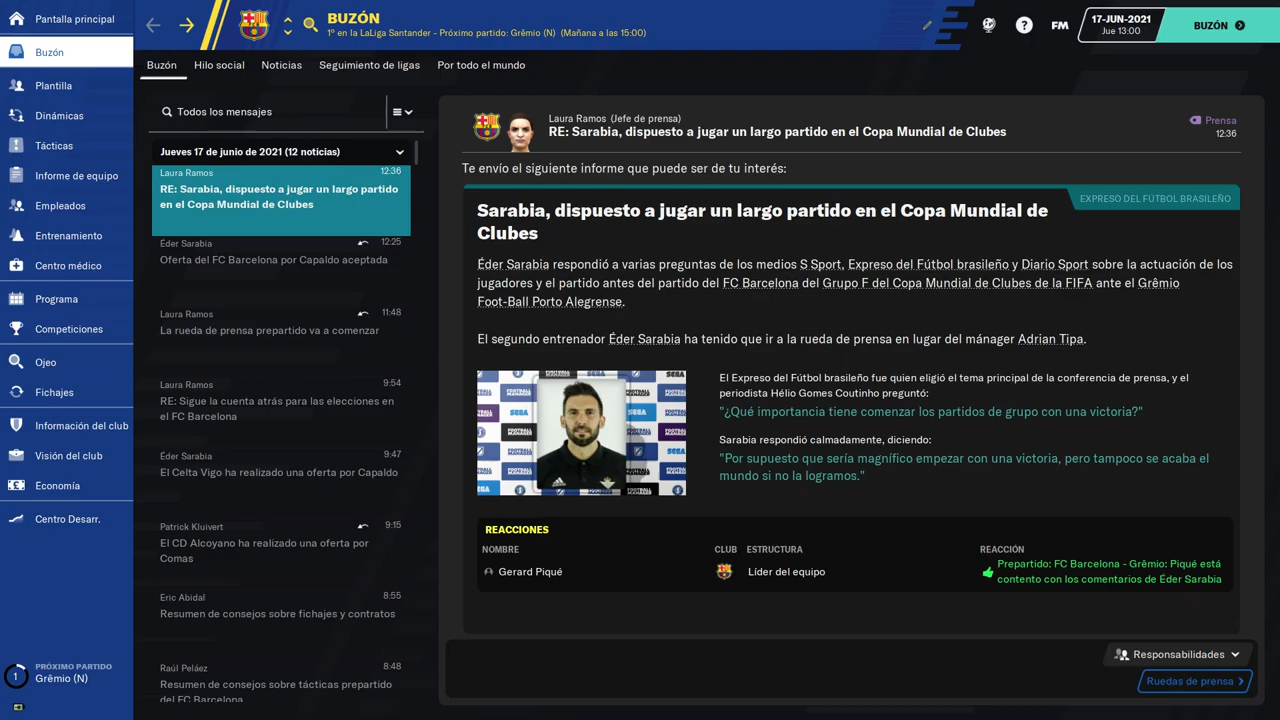 Pantalla principal
Buzón
Plantilla
Dinámicas
Tácticas
Informe de equipo
Empleados
Entrenamiento
Centro médico
Programa
Competiciones
Ojeo
Fichajes
Información del club
Visión del club
Economía
Centro Desarr.
PRÓXIMO PARTIDO
1
Grêmio (N)
BUZÓN
1º en la LaLiga Santander - Próximo partido: Grêmio (N) (Mañana a las 15:00)
?
FM
17-JUN-2021
Jue 13:00
BUZÓN
Buzón
Hilo social
Noticias
Seguimiento de ligas
Por todo el mundo
Todos los mensajes
Jueves 17 de junio de 2021 (12 noticias)
Laura Ramos 12:36
RE: Sarabia, dispuesto a jugar un largo partido
en el Copa Mundial de Clubes
Éder Sarabia 12:25
Oferta del FC Barcelona por Capaldo aceptada
Laura Ramos 11:48
La rueda de prensa prepartido va a comenzar
Laura Ramos 9:54
RE: Sigue la cuenta atrás para las elecciones en
el FC Barcelona
Éder Sarabia 9:47
El Celta Vigo ha realizado una oferta por Capaldo
Patrick Kluivert 9:15
El CD Alcoyano ha realizado una oferta por
Comas
Eric Abidal 8:55
Resumen de consejos sobre fichajes y contratos
Raúl Peláez 8:48
Resumen de consejos sobre tácticas prepartido
del FC Barcelona
Laura Ramos (Jefe de prensa)
RE: Sarabia, dispuesto a jugar un largo partido en el Copa Mundial de Clubes
Prensa
12:36
Te envío el siguiente informe que puede ser de tu interés:
EXPRESO DEL FÚTBOL BRASILEÑO
Sarabia, dispuesto a jugar un largo partido en el Copa Mundial de
Clubes
Éder Sarabia respondió a varias preguntas de los medios S Sport, Expreso del Fútbol brasileño y Diario Sport sobre la actuación de los
jugadores y el partido antes del partido del FC Barcelona del Grupo F del Copa Mundial de Clubes de la FIFA ante el Grêmio
Foot-Ball Porto Alegrense.
El segundo entrenador Éder Sarabia ha tenido que ir a la rueda de prensa en lugar del mánager Adrian Tipa.
SEGA
El Expreso del Fútbol brasileño fue quien eligió el tema principal de la conferencia de prensa, y el
periodista Hélio Gomes Coutinho preguntó:
"¿Qué importancia tiene comenzar los partidos de grupo con una victoria?"
Sarabia respondió calmadamente, diciendo:
"Por supuesto que sería magnífico empezar con una victoria, pero tampoco se acaba el
mundo si no la logramos."
REACCIONES
NOMBRE CLUB ESTRUCTURA REACCIÓN
Gerard Piqué Líder del equipo
Prepartido: FC Barcelona - Grêmio: Piqué está
contento con los comentarios de Éder Sarabia
Responsabilidades
Ruedas de prensa